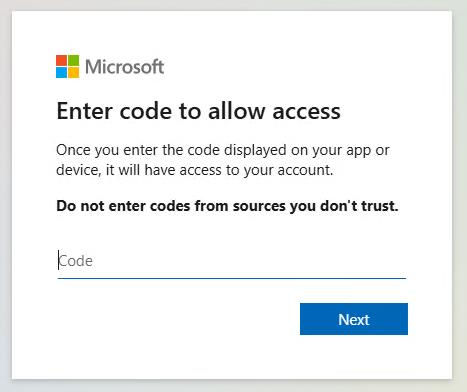 Microsoft
Enter code to allow access
Once you enter the code displayed on your app or
device, it will have access to your account.
Do not enter codes from sources you don't trust.
Code
Next